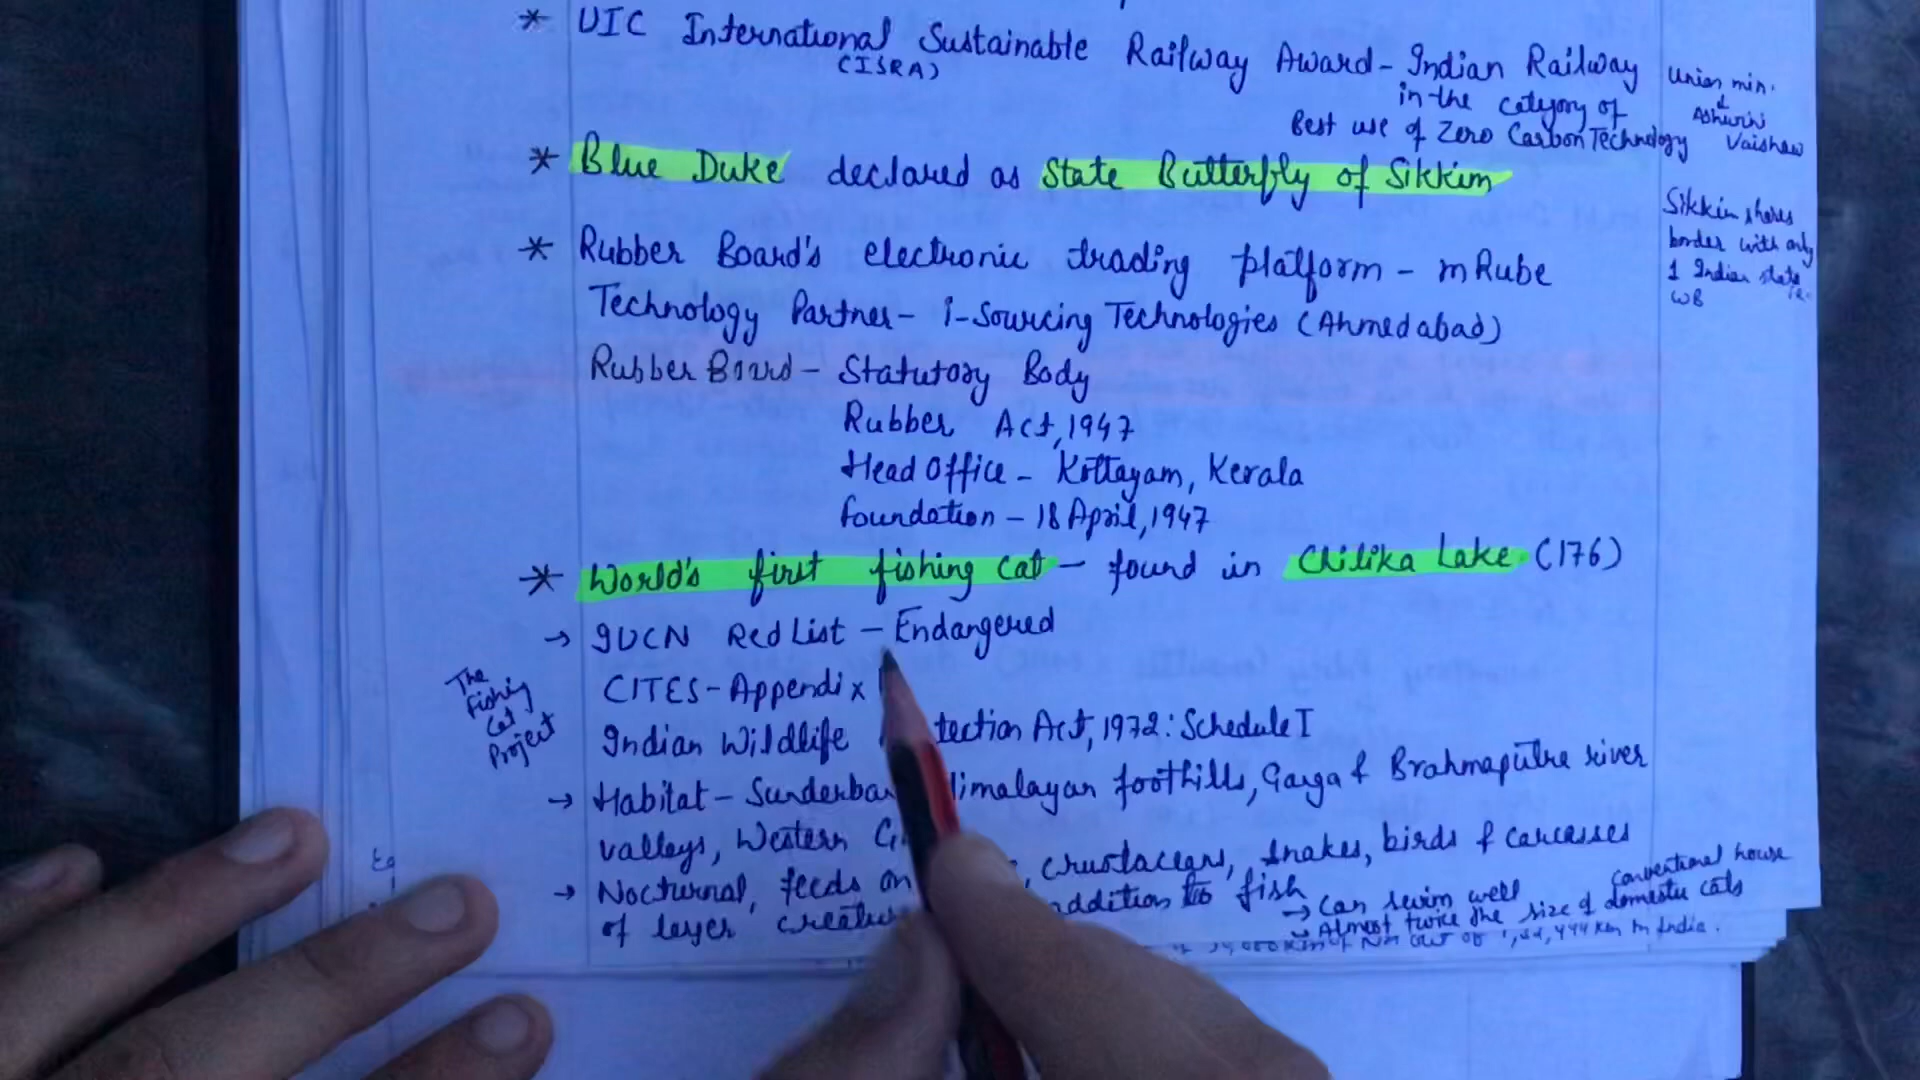 * UIC International Sustainable Railway Award - Indian Railway
(ISRA)
in the category of
Best use of Zero Carbon Technology
Union min.
Ashwini
Vaishaw
* Blue Duke declared as State Butterfly of Sikkim
Sikkim shares
border with only
1 Indian state
i.e.
WB
* Rubber Board's electronic trading platform - mRube
Technology Partner - i-Sourcing Technologies (Ahmedabad)
Rubber Board - Statutory Body
Rubber Act, 1947
Head Office - Kottayam, Kerala
foundation - 18 April, 1947
* World's first fishing cat - found in Chilika Lake (176)
→ IUCN Red List - Endangered
The
Fishing
Cat
Project
CITES - Appendix
Indian Wildlife tection Act, 1972: Schedule I
→ Habitat - Sunderba imalayan foothills, Ganga & Brahmaputra river
valleys, Western
→ Nocturnal, feeds on , crustaceans, snakes, birds & carcasses
of layer addition to fish
→ Can swim well
→ Almost twice the size of domestic cats
conventional house
Eg